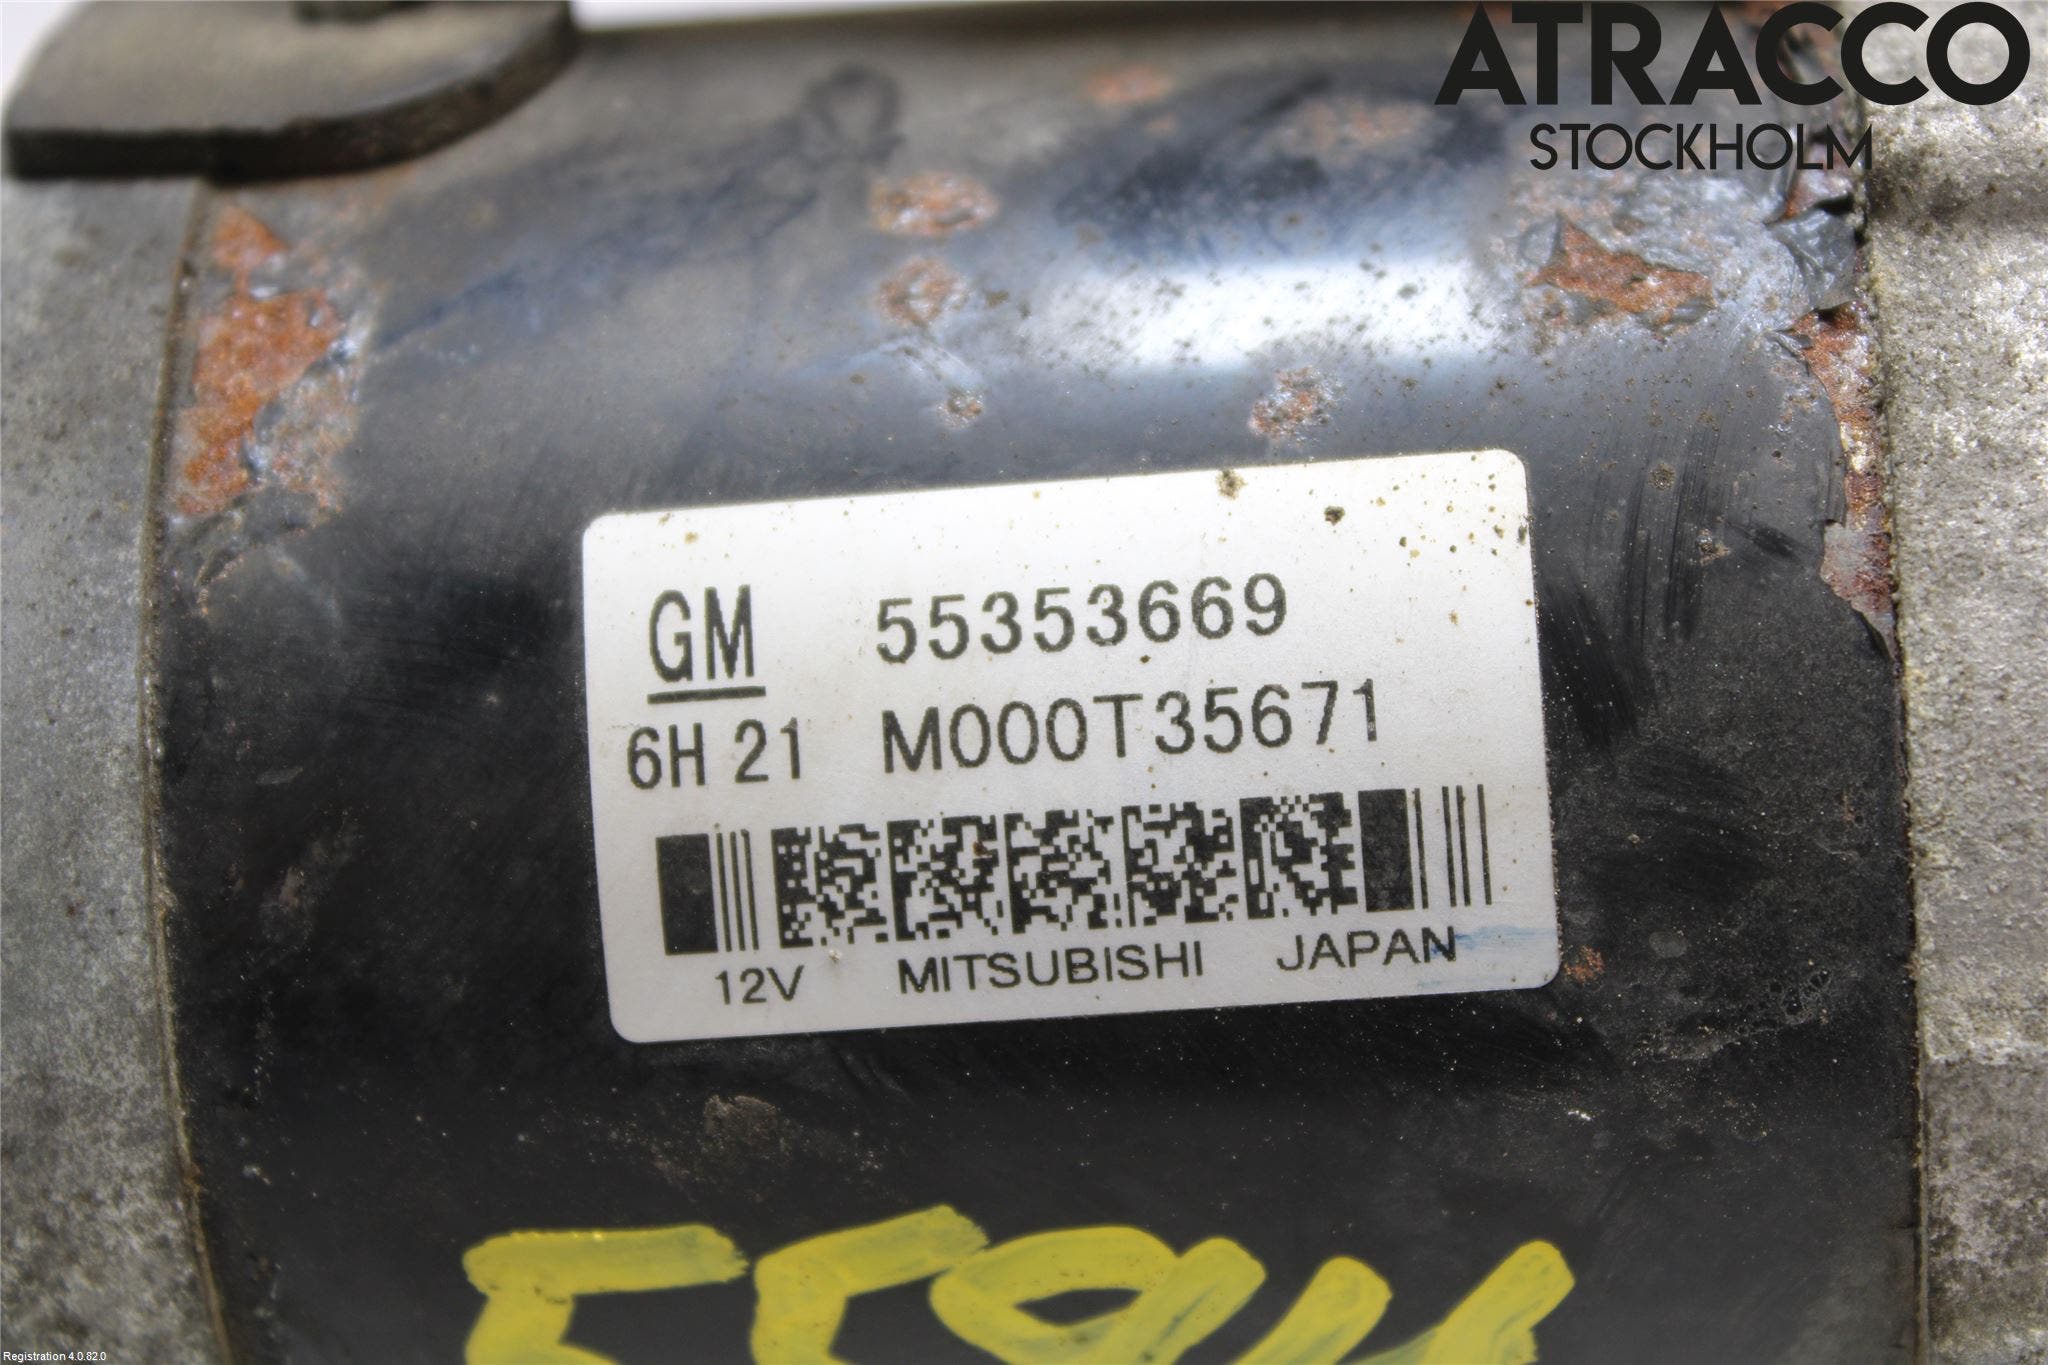 ATRACCO
STOCKHOLM
GM 55353669
6H 21 M000T35671
12V MITSUBISHI JAPAN
Registration 4.0.82.0